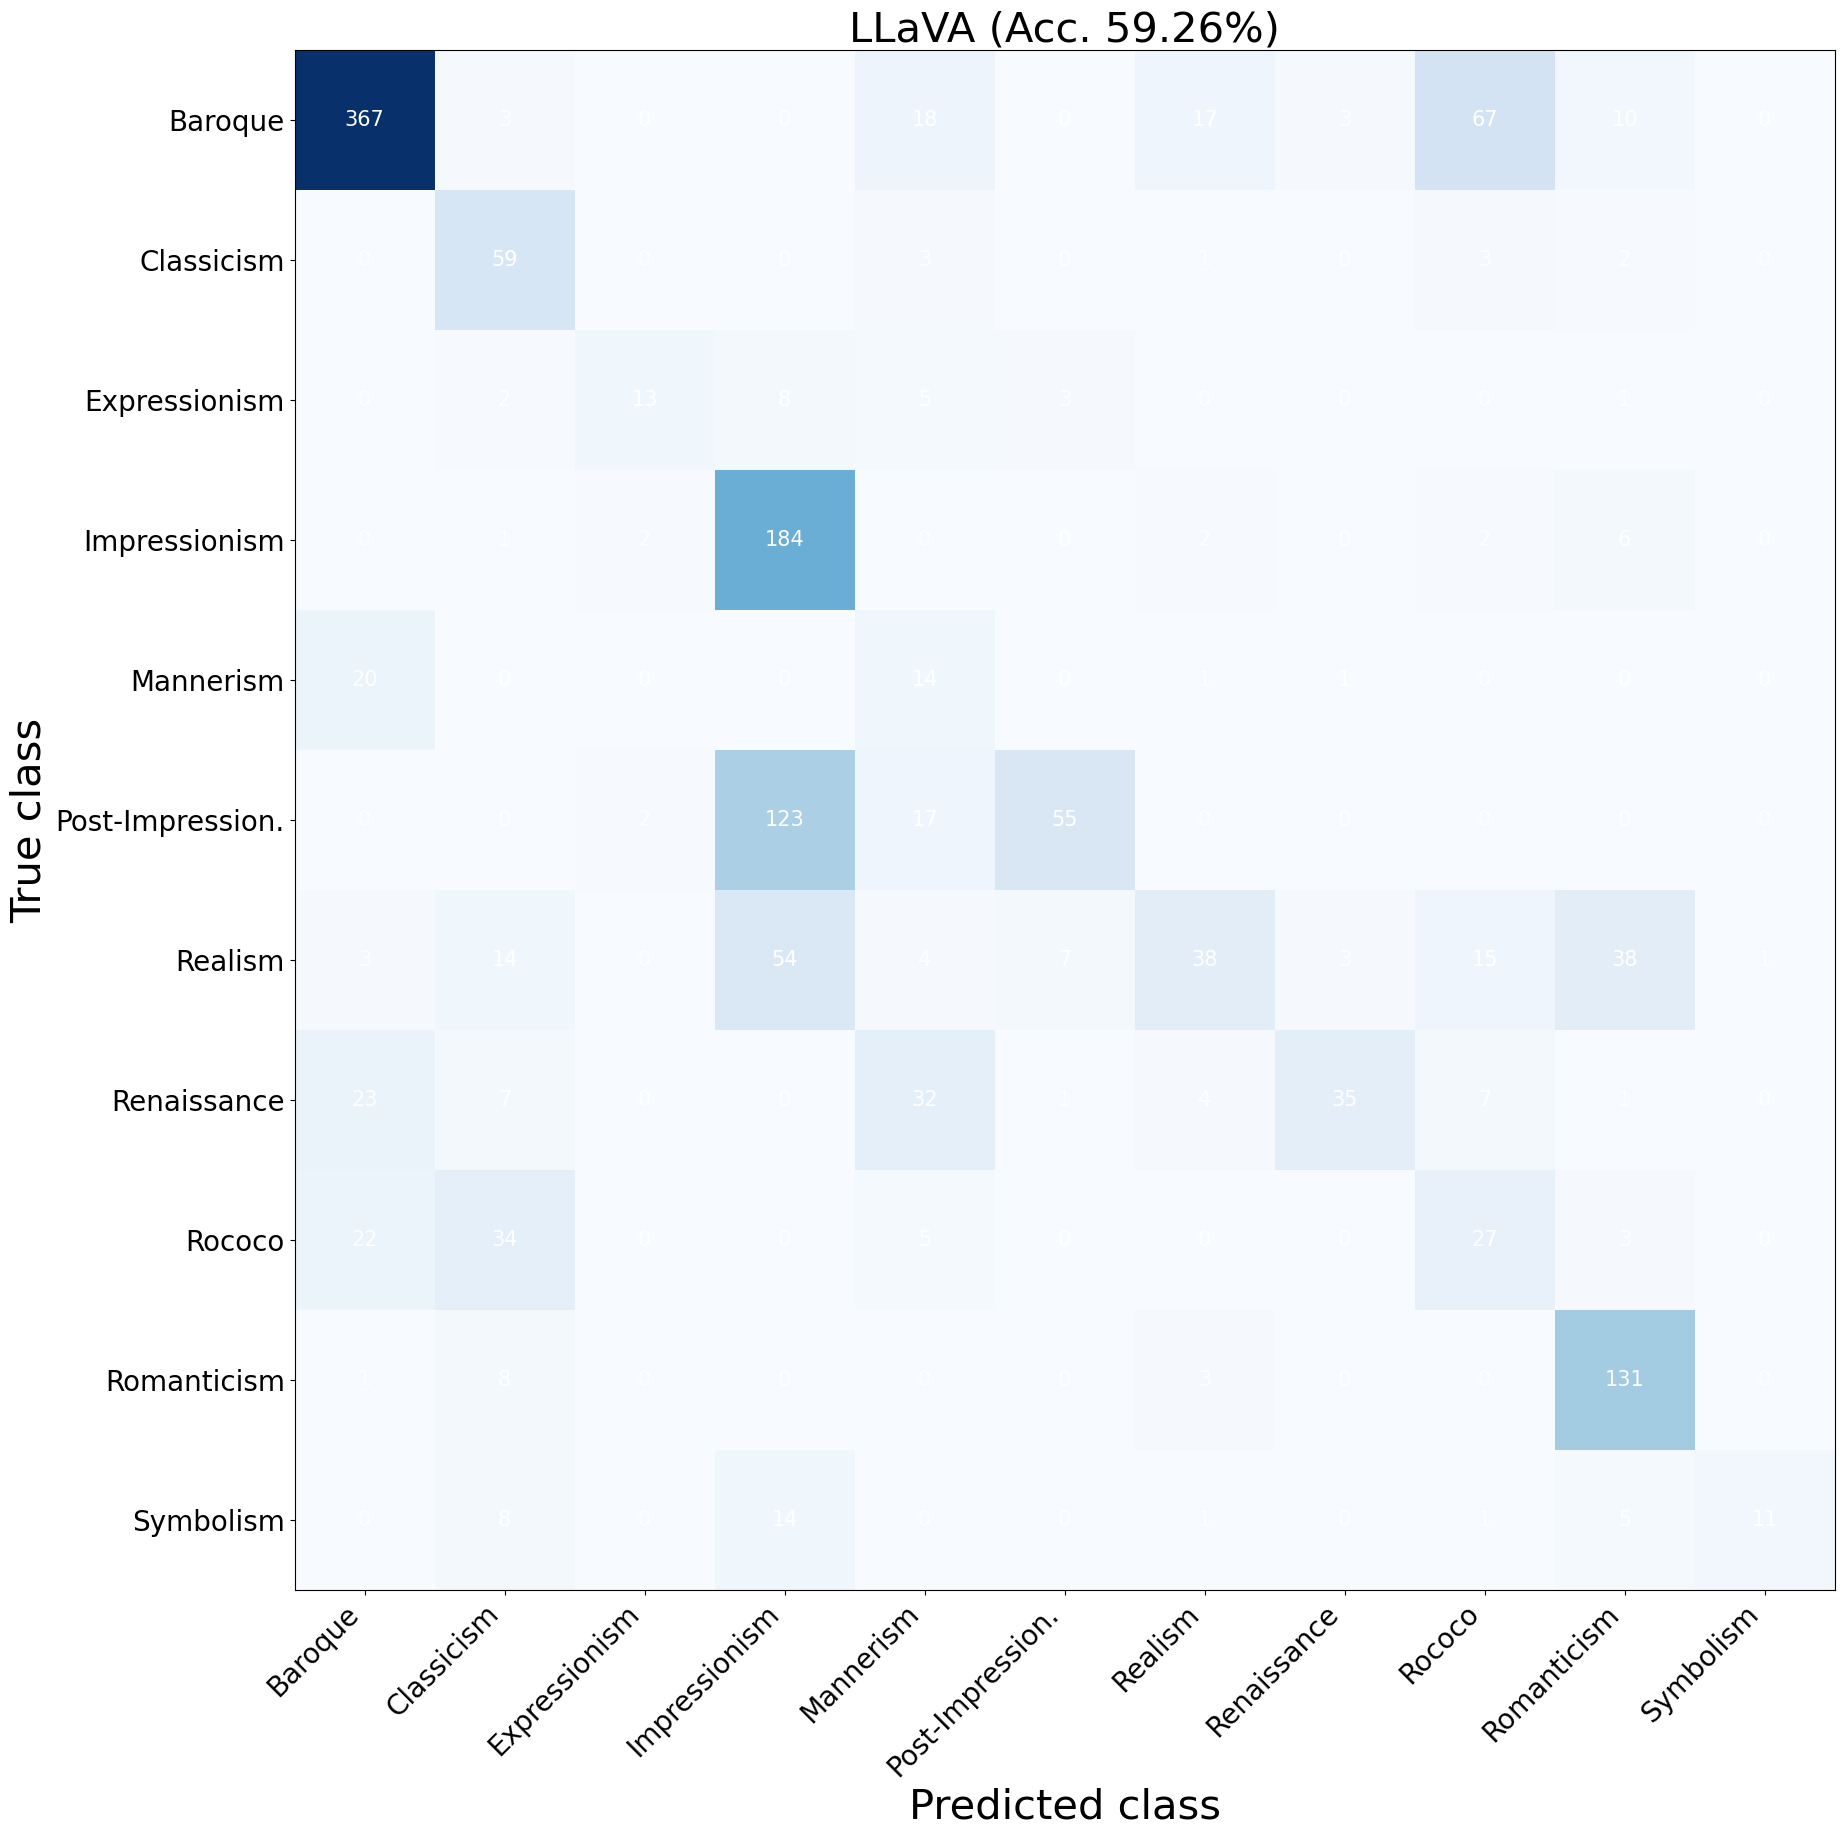 LLaVA (Acc. 59.26%)
True class
Baroque 367 3 0 0 18 0 17 3 67 10 0
Classicism 0 59 0 0 3 0 1 0 3 2 0
Expressionism 0 2 13 8 5 3 0 0 0 1 0
Impressionism 0 1 2 184 0 0 2 0 2 6 0
Mannerism 20 0 0 0 14 0 1 1 0 0 0
Post-Impression. 0 0 2 123 17 55 0 0 0 0 0
Realism 3 14 0 54 4 7 38 3 15 38 1
Renaissance 23 7 0 0 32 1 4 35 7 1 0
Rococo 22 34 0 0 5 0 0 0 27 3 0
Romanticism 1 8 0 0 0 0 3 0 0 131 0
Symbolism 0 8 0 14 0 0 1 0 1 5 11
Baroque Classicism Expressionism Impressionism Mannerism Post-Impression. Realism Renaissance Rococo Romanticism Symbolism
Predicted class